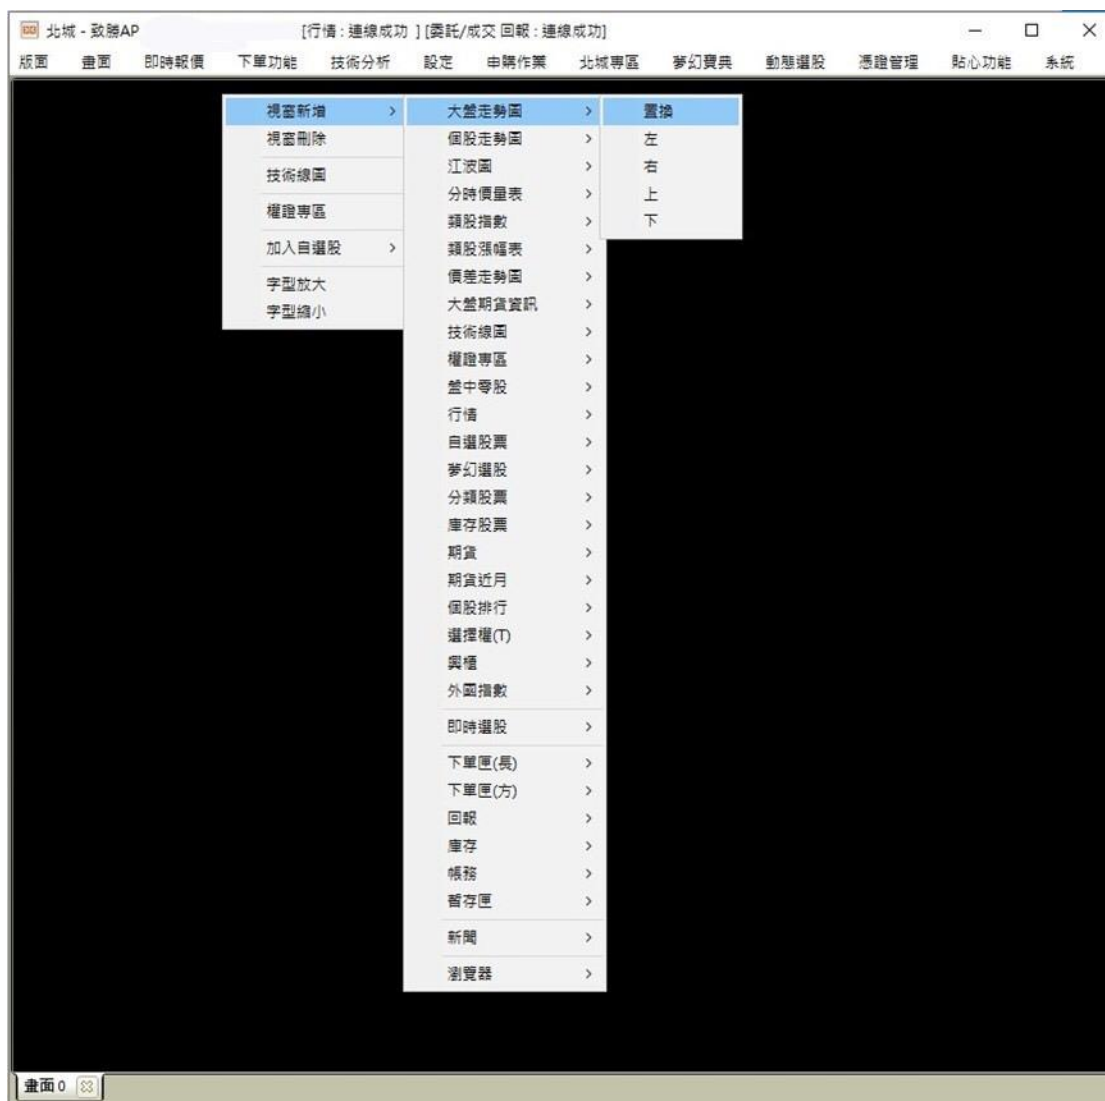 北城 - 致勝AP [行情 : 連線成功 ] [委託/成交 回報 : 連線成功]
版面 畫面 即時報價 下單功能 技術分析 設定 申購作業 北城專區 夢幻寶典 動態選股 憑證管理 貼心功能 系統
視窗新增
視窗刪除
技術線圖
權證專區
加入自選股
字型放大
字型縮小
大盤走勢圖
個股走勢圖
江波圖
分時價量表
類股指數
類股漲幅表
價差走勢圖
大盤期貨資訊
技術線圖
權證專區
盤中零股
行情
自選股票
夢幻選股
分類股票
庫存股票
期貨
期貨近月
個股排行
選擇權(T)
興櫃
外國指數
即時選股
下單匣(長)
下單匣(方)
回報
庫存
帳務
暫存匣
新聞
瀏覽器
置換
左
右
上
下
畫面 0